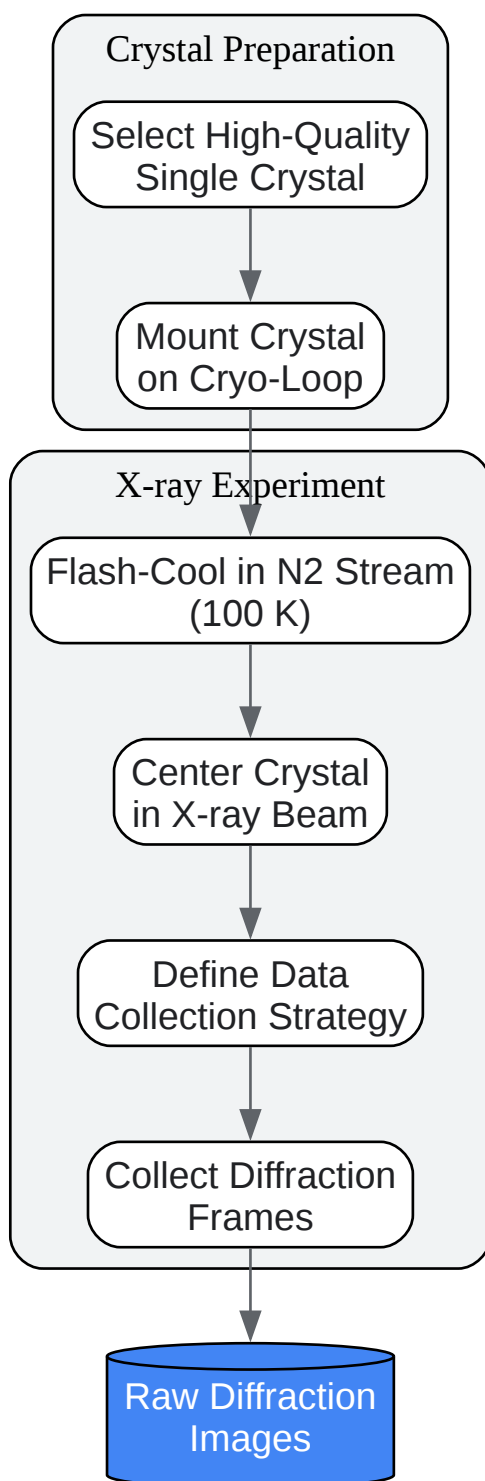 Crystal Preparation
Select High-Quality
Single Crystal
Mount Crystal
on Cryo-Loop
X-ray Experiment
Flash-Cool in N2 Stream
(100 K)
Center Crystal
in X-ray Beam
Define Data
Collection Strategy
Collect Diffraction
Frames
Raw Diffraction
Images